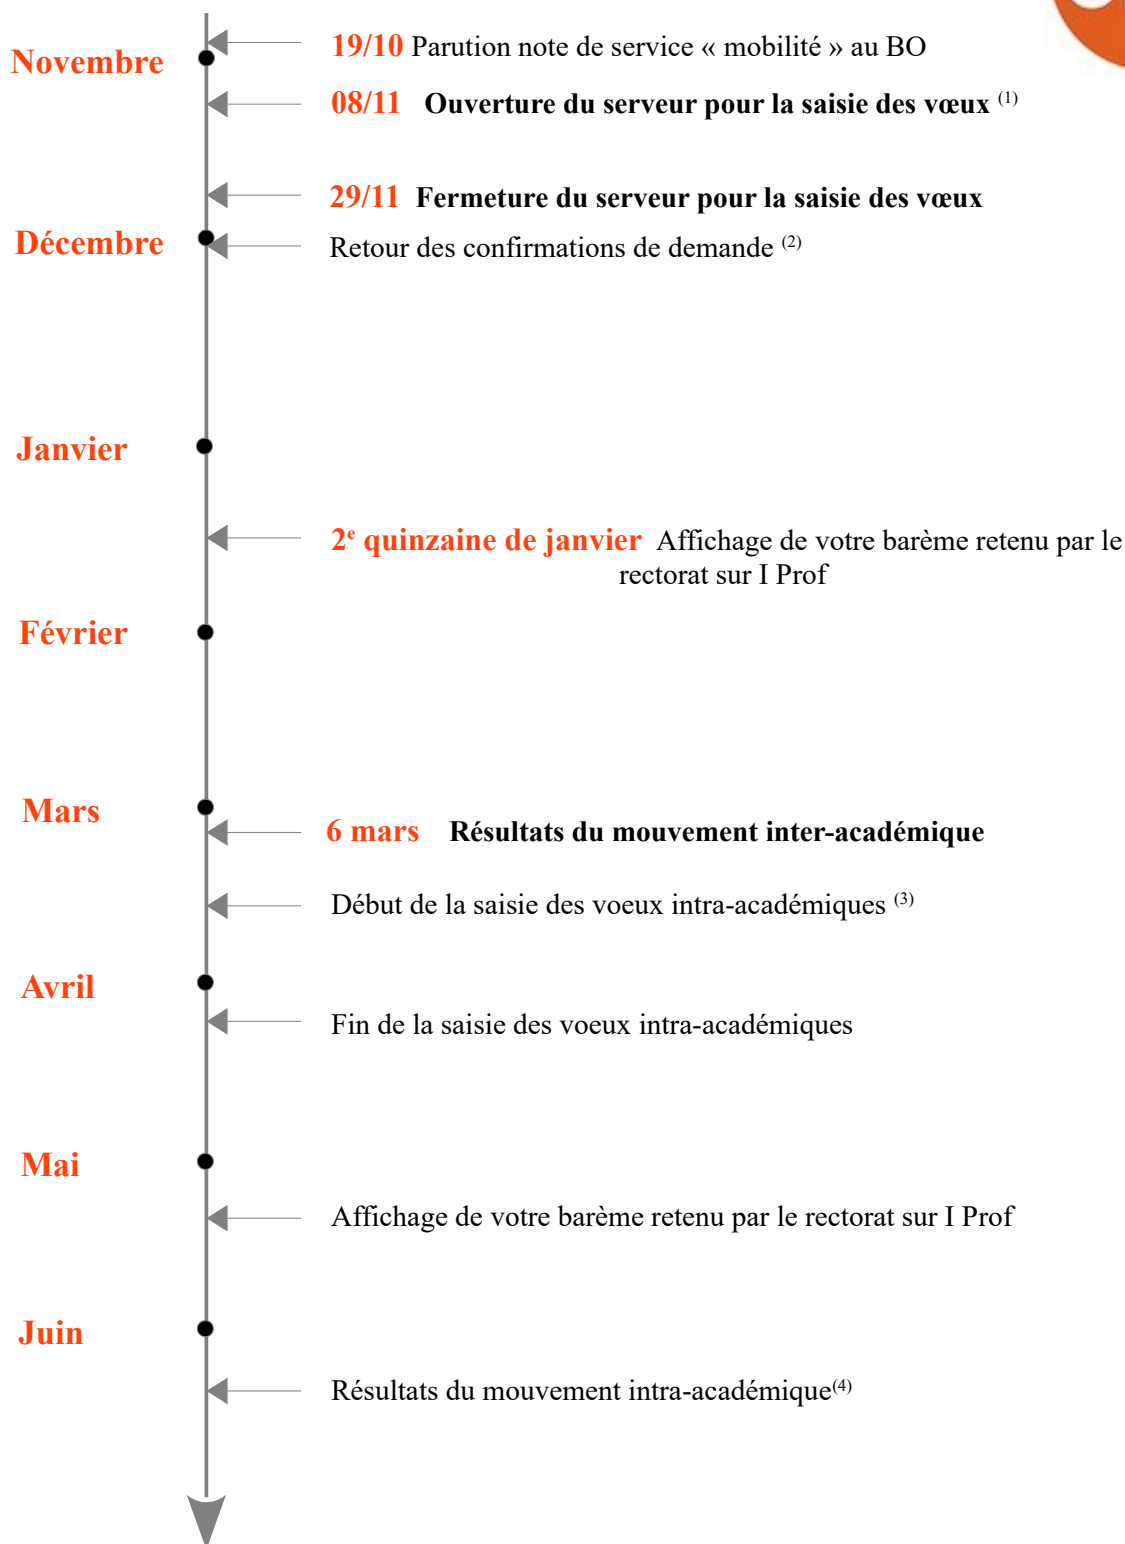 19/10 Parution note de service « mobilité » au BO
Novembre
08/11 Ouverture du serveur pour la saisie des vœux (1)
29/11 Fermeture du serveur pour la saisie des vœux
Décembre
Retour des confirmations de demande (2)
Janvier
2e quinzaine de janvier Affichage de votre barème retenu par le
rectorat sur I Prof
Février
Mars
6 mars Résultats du mouvement inter-académique
Début de la saisie des voeux intra-académiques (3)
Avril
Fin de la saisie des voeux intra-académiques
Mai
Affichage de votre barème retenu par le rectorat sur I Prof
Juin
Résultats du mouvement intra-académique(4)